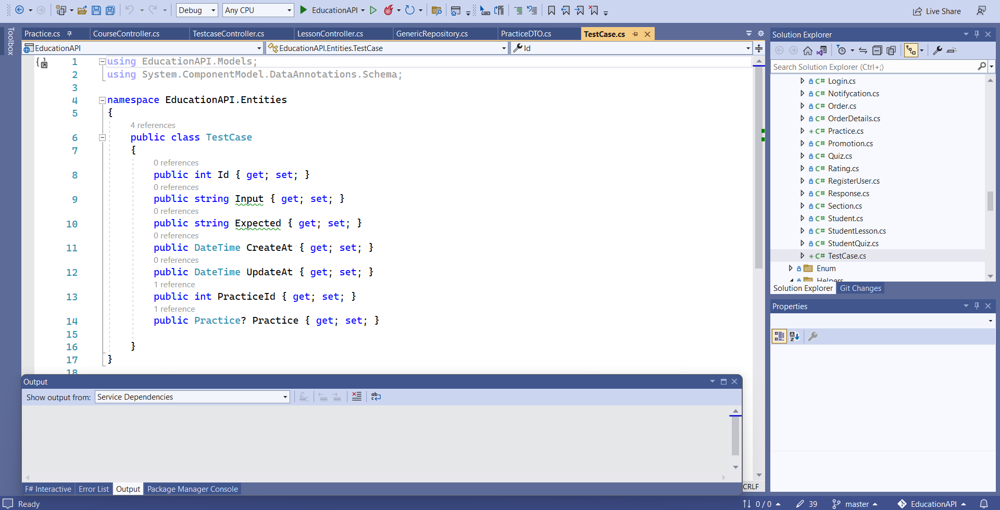 Debug
Any CPU
EducationAPI
Live Share
Toolbox
Practice.cs
CourseController.cs
TestcaseController.cs
LessonController.cs
GenericRepository.cs
PracticeDTO.cs
TestCase.cs
EducationAPI
EducationAPI.Entities.TestCase
Id
1 using EducationAPI.Models;
2 using System.ComponentModel.DataAnnotations.Schema;
3
4 namespace EducationAPI.Entities
5 {
4 references
6 public class TestCase
7 {
0 references
8 public int Id { get; set; }
0 references
9 public string Input { get; set; }
0 references
10 public string Expected { get; set; }
0 references
11 public DateTime CreateAt { get; set; }
0 references
12 public DateTime UpdateAt { get; set; }
1 reference
13 public int PracticeId { get; set; }
1 reference
14 public Practice? Practice { get; set; }
15
16 }
17 }
18
Output
Show output from: Service Dependencies
F# Interactive
Error List
Output
Package Manager Console
CRLF
Solution Explorer
Search Solution Explorer (Ctrl+;)
C# Login.cs
C# Notifycation.cs
C# Order.cs
C# OrderDetails.cs
+ C# Practice.cs
C# Promotion.cs
C# Quiz.cs
C# Rating.cs
C# RegisterUser.cs
C# Response.cs
C# Section.cs
C# Student.cs
C# StudentLesson.cs
C# StudentQuiz.cs
+ C# TestCase.cs
Enum
Helpers
Solution Explorer
Git Changes
Properties
Ready
0 / 0
39
master
EducationAPI